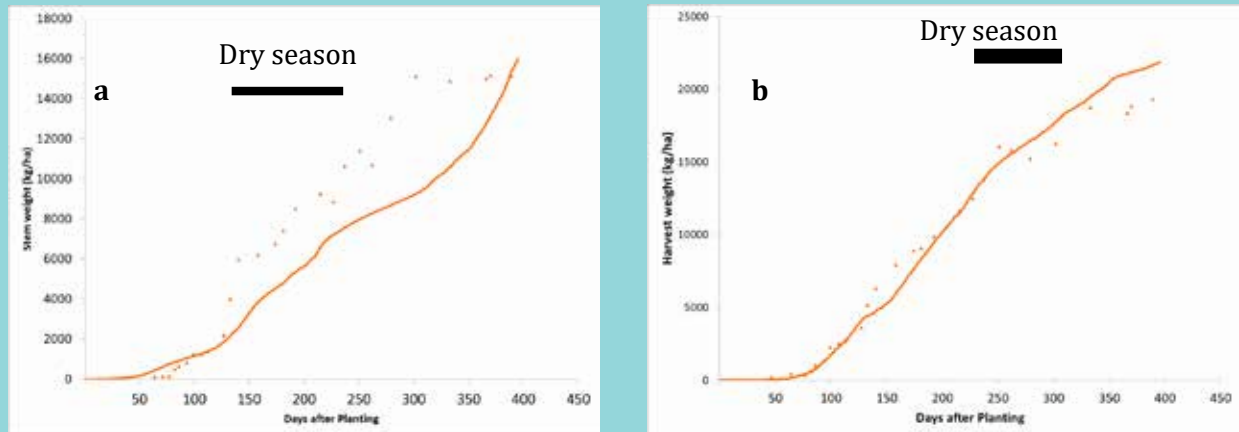 18000
16000
14000
12000
10000
8000
6000
4000
2000
0
Stem weight (kg/ha)
Dry season
a
50 100 150 200 250 300 350 400 450
Days after Planting
25000
20000
15000
10000
5000
0
Harvest weight (kg/ha)
Dry season
b
50 100 150 200 250 300 350 400 450
Days after Planting